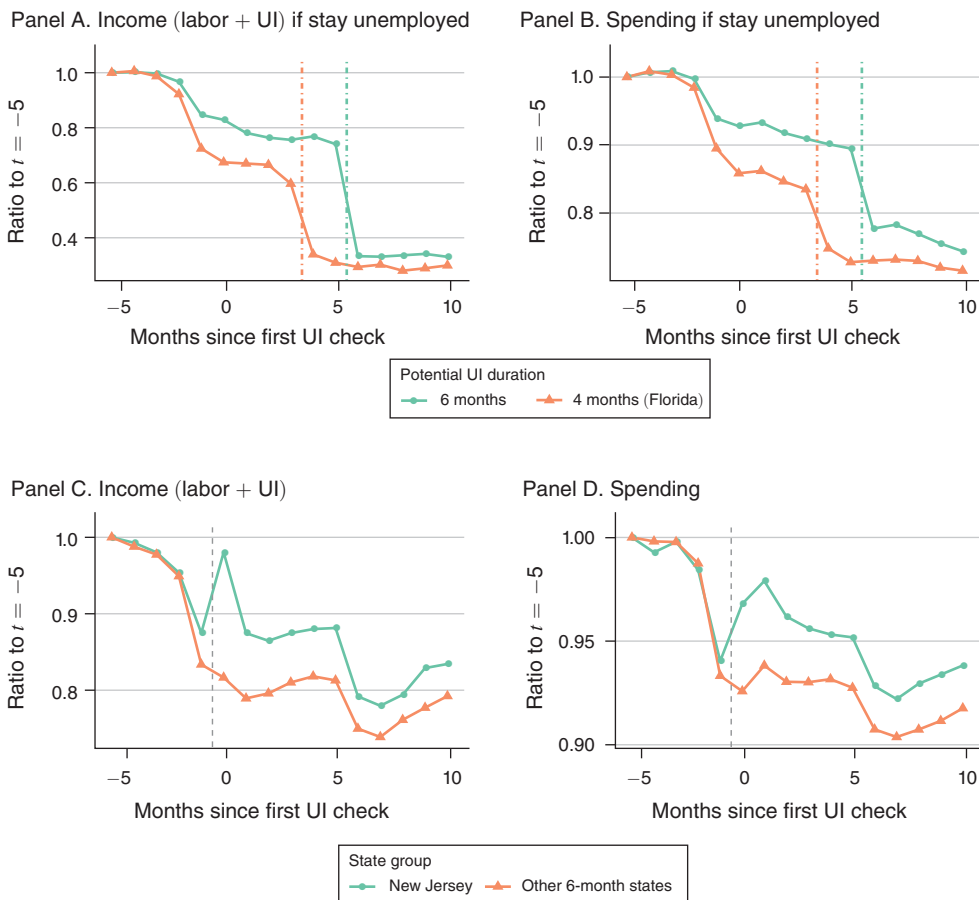 Panel A. Income (labor + UI) if stay unemployed
Panel B. Spending if stay unemployed
Ratio to t = −5
1.0
0.8
0.6
0.4
−5
0
5
10
Months since first UI check
Ratio to t = −5
1.0
0.9
0.8
−5
0
5
10
Months since first UI check
Potential UI duration
6 months
4 months (Florida)
Panel C. Income (labor + UI)
Panel D. Spending
Ratio to t = −5
1.0
0.9
0.8
−5
0
5
10
Months since first UI check
Ratio to t = −5
1.00
0.95
0.90
−5
0
5
10
Months since first UI check
State group
New Jersey
Other 6-month states